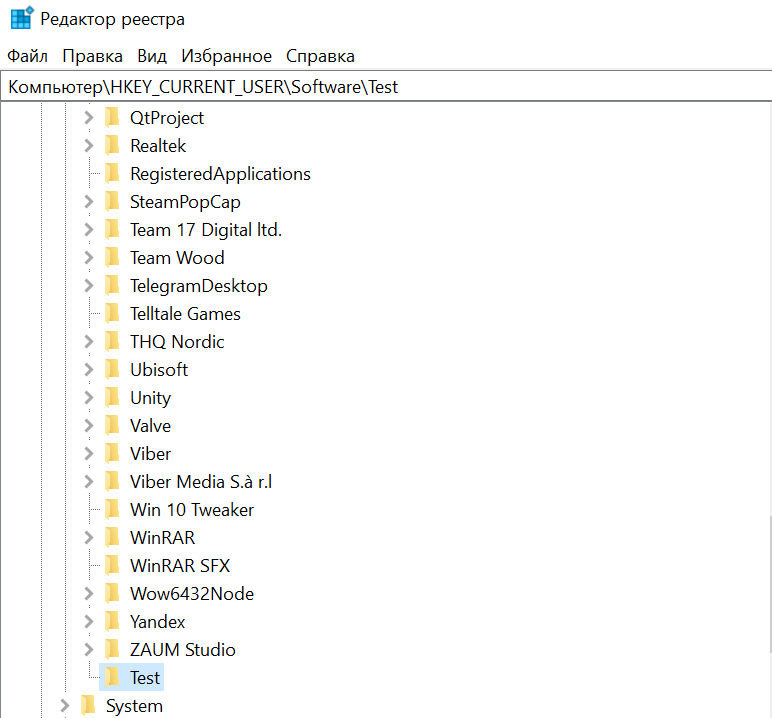 Редактор реестра
Файл Правка Вид Избранное Справка
Компьютер\HKEY_CURRENT_USER\Software\Test
QtProject
Realtek
RegisteredApplications
SteamPopCap
Team 17 Digital ltd.
Team Wood
TelegramDesktop
Telltale Games
THQ Nordic
Ubisoft
Unity
Valve
Viber
Viber Media S.à r.l
Win 10 Tweaker
WinRAR
WinRAR SFX
Wow6432Node
Yandex
ZAUM Studio
Test
System